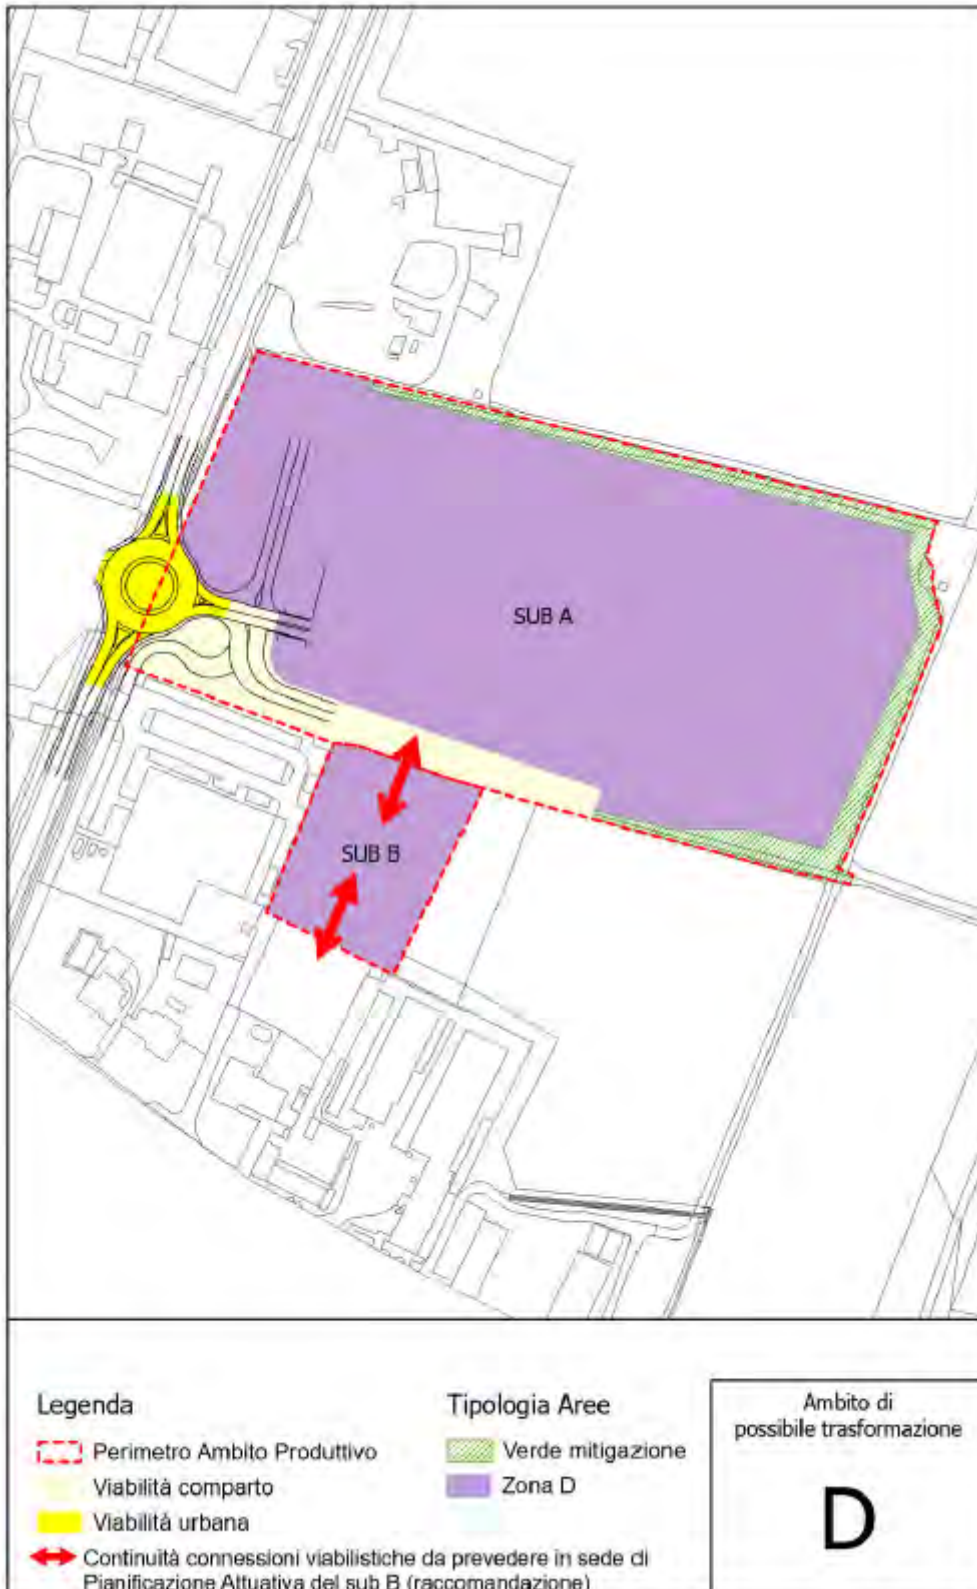 SUB A
SUB B
Legenda
Perimetro Ambito Produttivo
Viabilità comparto
Viabilità urbana
Continuità connessioni viabilistiche da prevedere in sede di
Pianificazione Attuativa del sub B (raccomandazione)
Tipologia Aree
Verde mitigazione
Zona D
Ambito di
possibile trasformazione
D